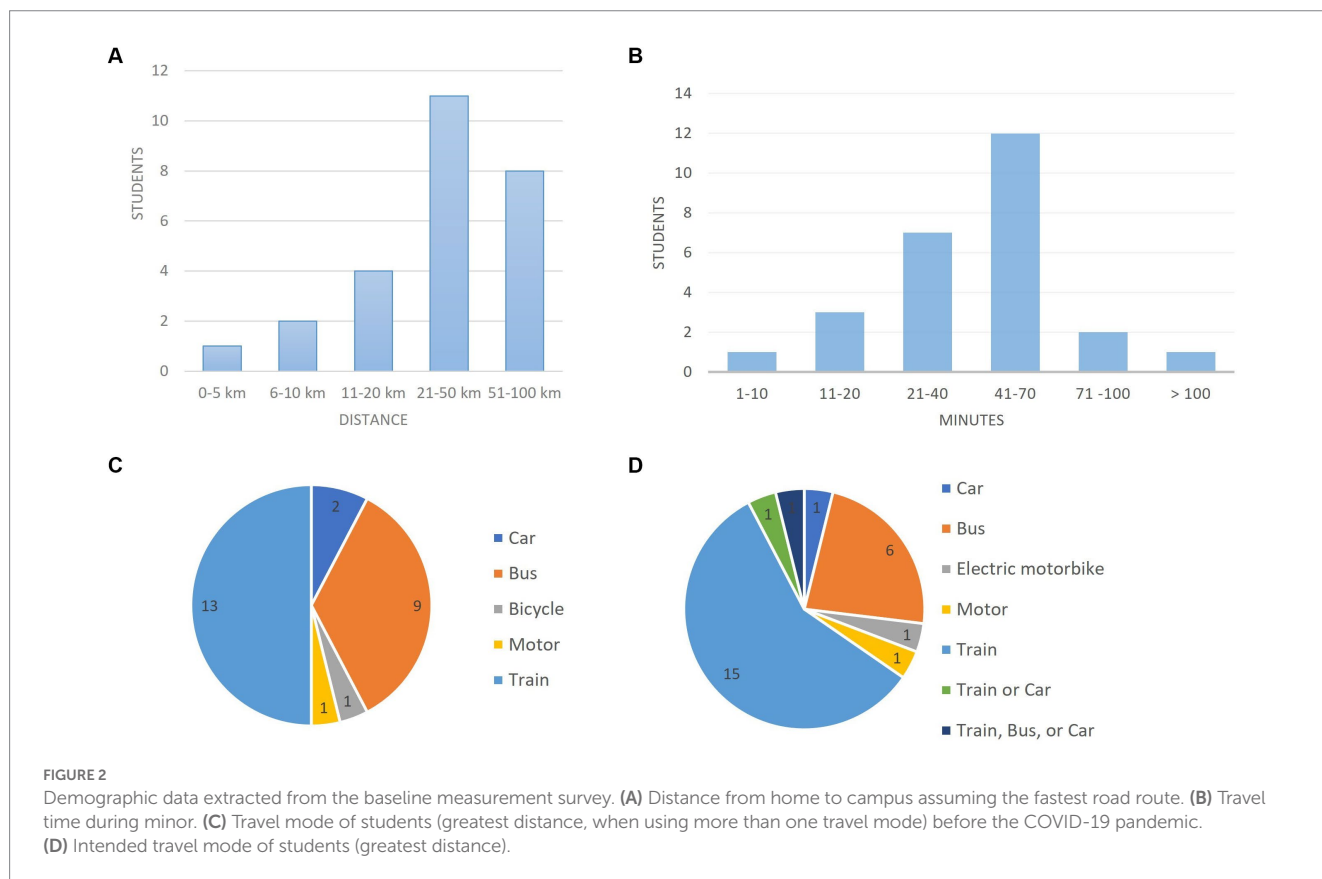 A
STUDENTS
12
10
8
6
4
2
0
0-5 km 6-10 km 11-20 km 21-50 km 51-100 km
DISTANCE
B
STUDENTS
14
12
10
8
6
4
2
0
1-10 11-20 21-40 41-70 71 -100 > 100
MINUTES
C
2
9
1
1
13
Car
Bus
Bicycle
Motor
Train
D
1
6
1
1
15
1
Car
Bus
Electric motorbike
Motor
Train
Train or Car
Train, Bus, or Car
FIGURE 2
Demographic data extracted from the baseline measurement survey. (A) Distance from home to campus assuming the fastest road route. (B) Travel
time during minor. (C) Travel mode of students (greatest distance, when using more than one travel mode) before the COVID-19 pandemic.
(D) Intended travel mode of students (greatest distance).